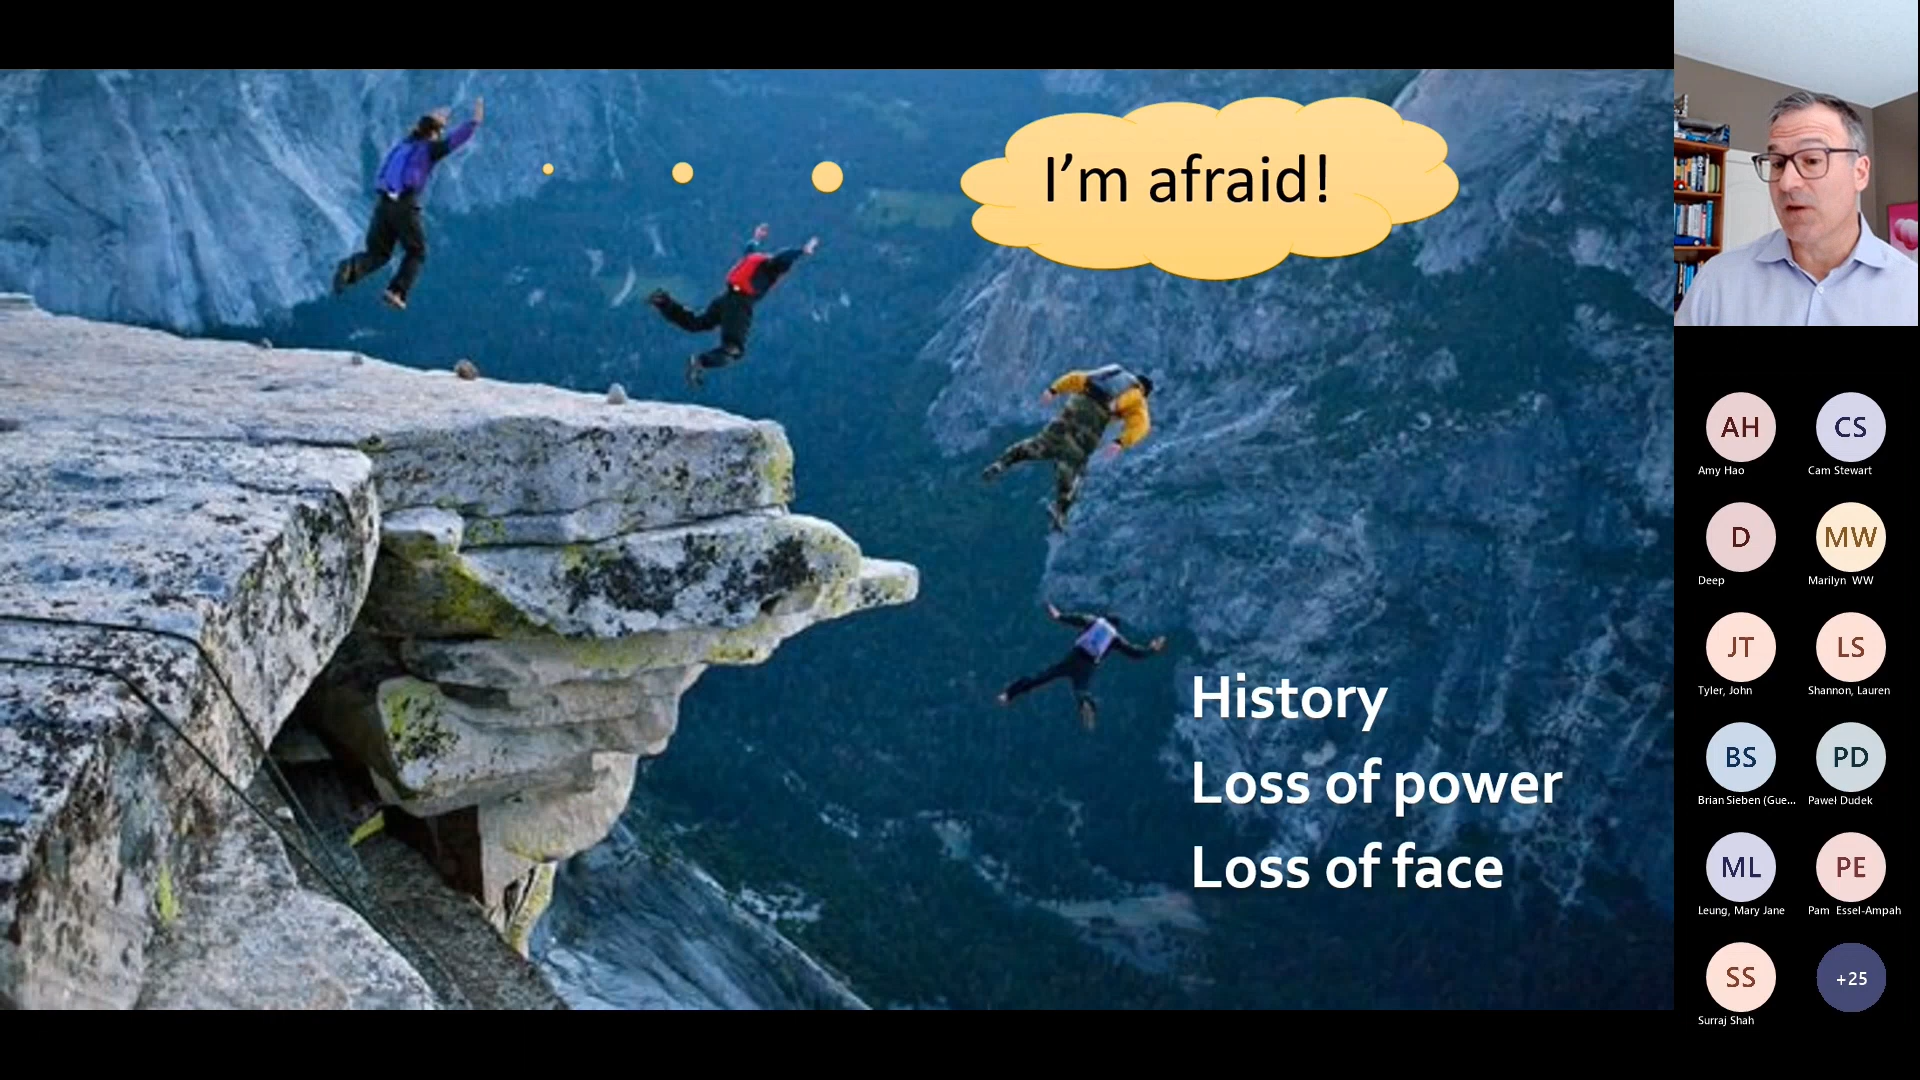 I'm afraid!
History
Loss of power
Loss of face
AH
CS
Amy Hao
Cam Stewart
D
MW
Deep
Marilyn WW
JT
LS
Tyler, John
Shannon, Lauren
BS
PD
Brian Sieben (Gue...
Paweł Dudek
ML
PE
Leung, Mary Jane
Pam Essel-Ampah
SS
+25
Surraj Shah